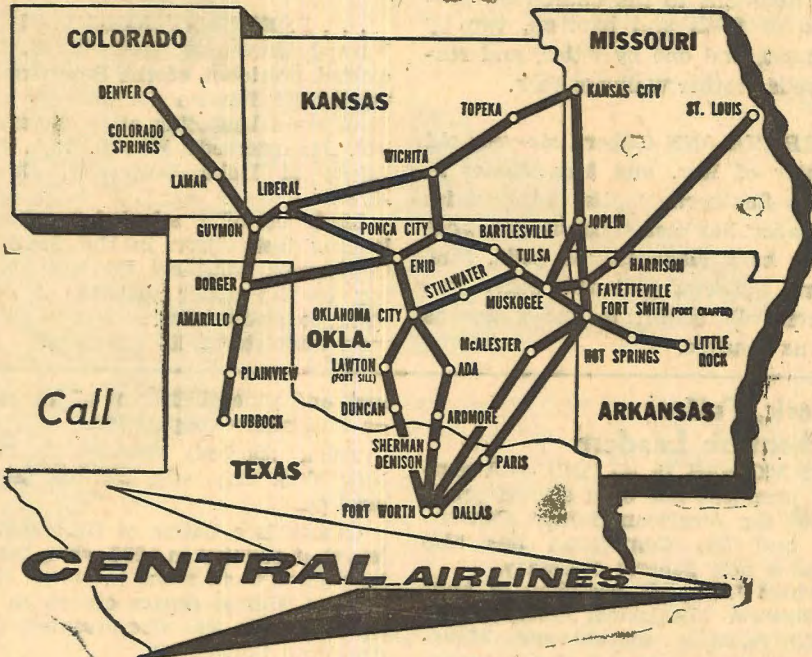 COLORADO
MISSOURI
KANSAS
DENVER
COLORADO
SPRINGS
LAMAR
LIBERAL
GUYMON
TOPEKA
KANSAS CITY
ST. LOUIS
WICHITA
PONCA CITY
BARTLESVILLE
JOPLIN
TULSA
ENID
HARRISON
BORGER
STILLWATER
MUSKOGEE
FAYETTEVILLE
FORT SMITH (FORT CHAFFEE)
AMARILLO
OKLAHOMA CITY
OKLA.
MCALESTER
HOT SPRINGS
LITTLE
ROCK
LAWTON
(FORT SILL)
ADA
PLAINVIEW
Call
LUBBOCK
DUNCAN
ARDMORE
ARKANSAS
SHERMAN
DENISON
TEXAS
PARIS
FORT WORTH
DALLAS
CENTRAL AIRLINES